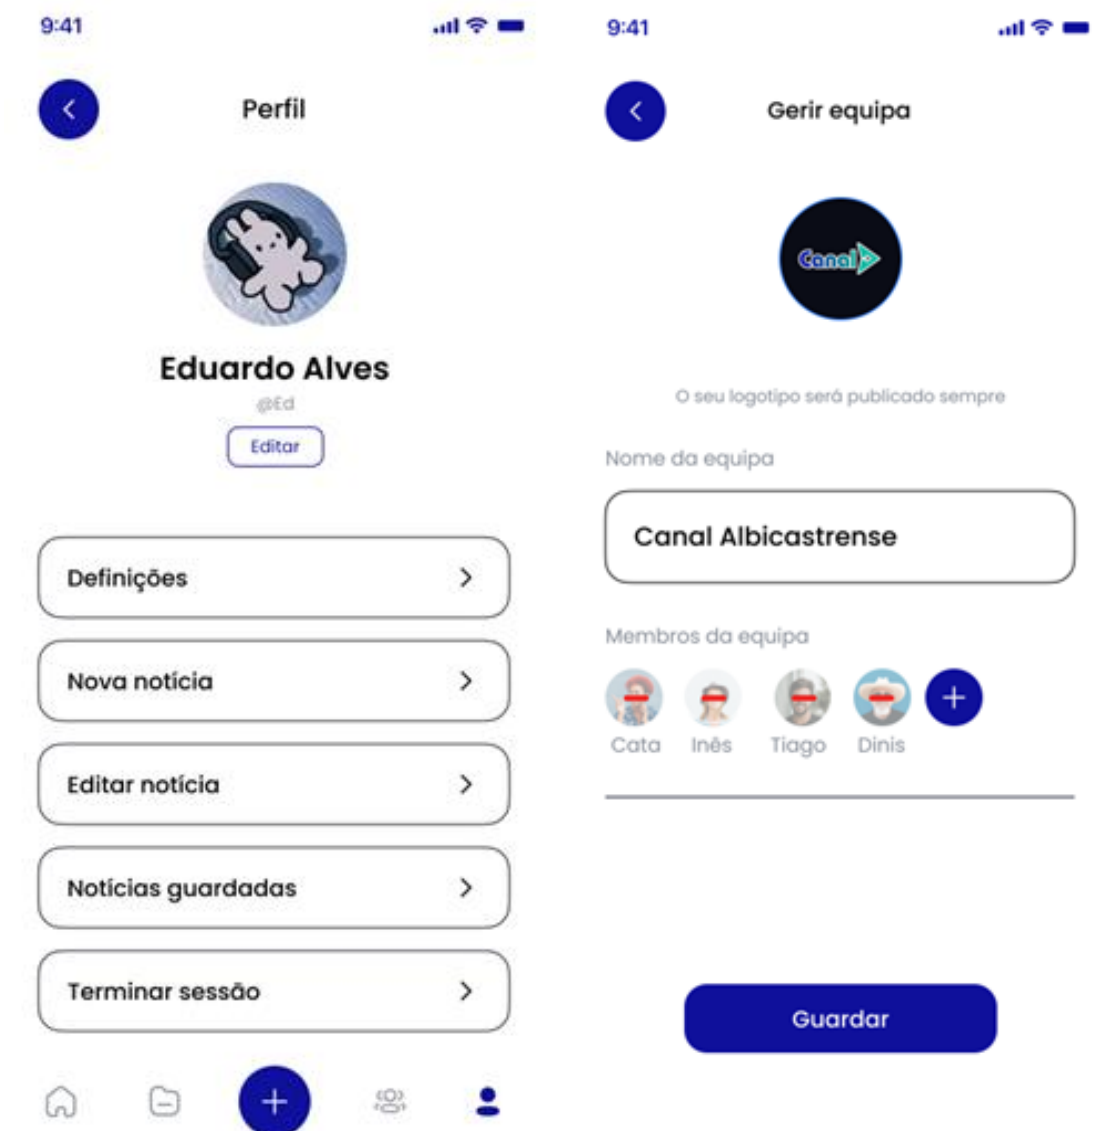 9:41
Perfil
Eduardo Alves
@Ed
Editar
Definições
Nova notícia
Editar notícia
Notícias guardadas
Terminar sessão
9:41
Gerir equipa
Canal
O seu logotipo será publicado sempre
Nome da equipa
Canal Albicastrense
Membros da equipa
Cata Inês Tiago Dinis
Guardar